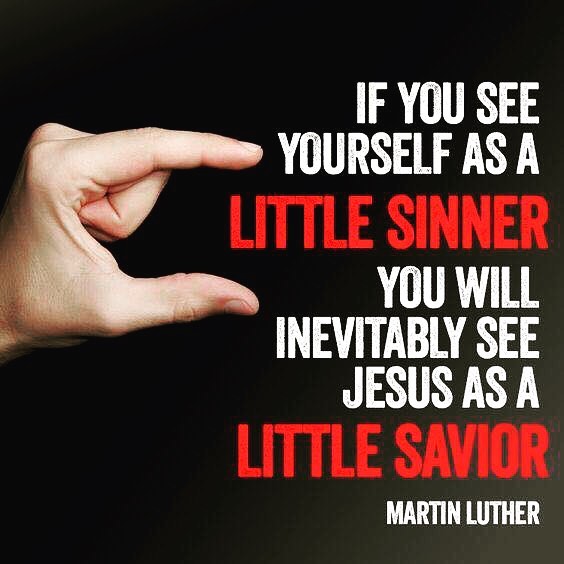 IF YOU SEE
YOURSELF AS A
LITTLE SINNER
YOU WILL
INEVITABLY SEE
JESUS AS A
LITTLE SAVIOR
MARTIN LUTHER